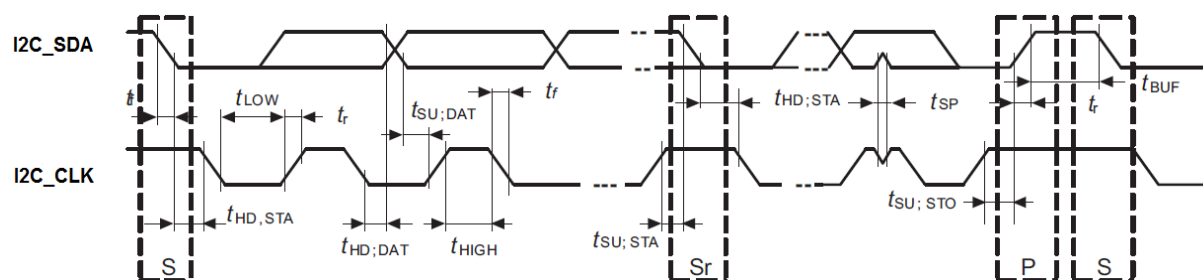 I2C_SDA
tf
tLOW
tr
tSU;DAT
tf
tHD;STA
tSP
tr
tBUF
I2C_CLK
tHD,STA
tHD;DAT
tHIGH
tSU;STA
tSU;STO
S
Sr
P
S